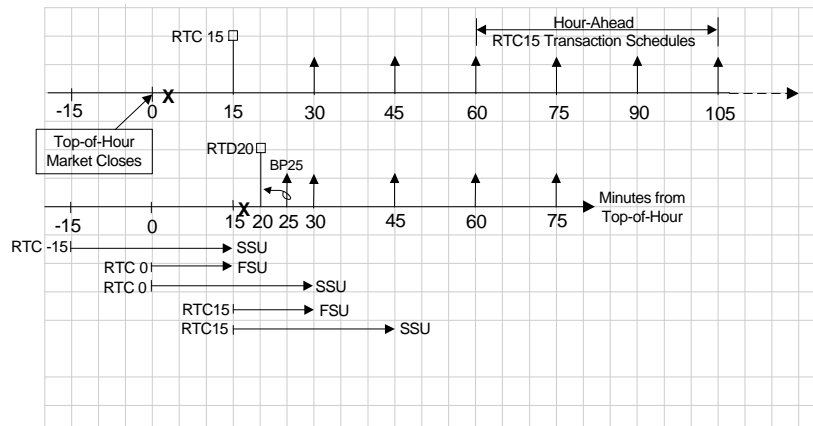 Hour-Ahead
RTC15 Transaction Schedules
RTC 15
-15 0 X 15 30 45 60 75 90 105
Top-of-Hour
Market Closes
RTD20
BP25
Minutes from
Top-of-Hour
-15 0 15 X 20 25 30 45 60 75
RTC -15 SSU
RTC 0 FSU
RTC 0 SSU
RTC15 FSU
RTC15 SSU